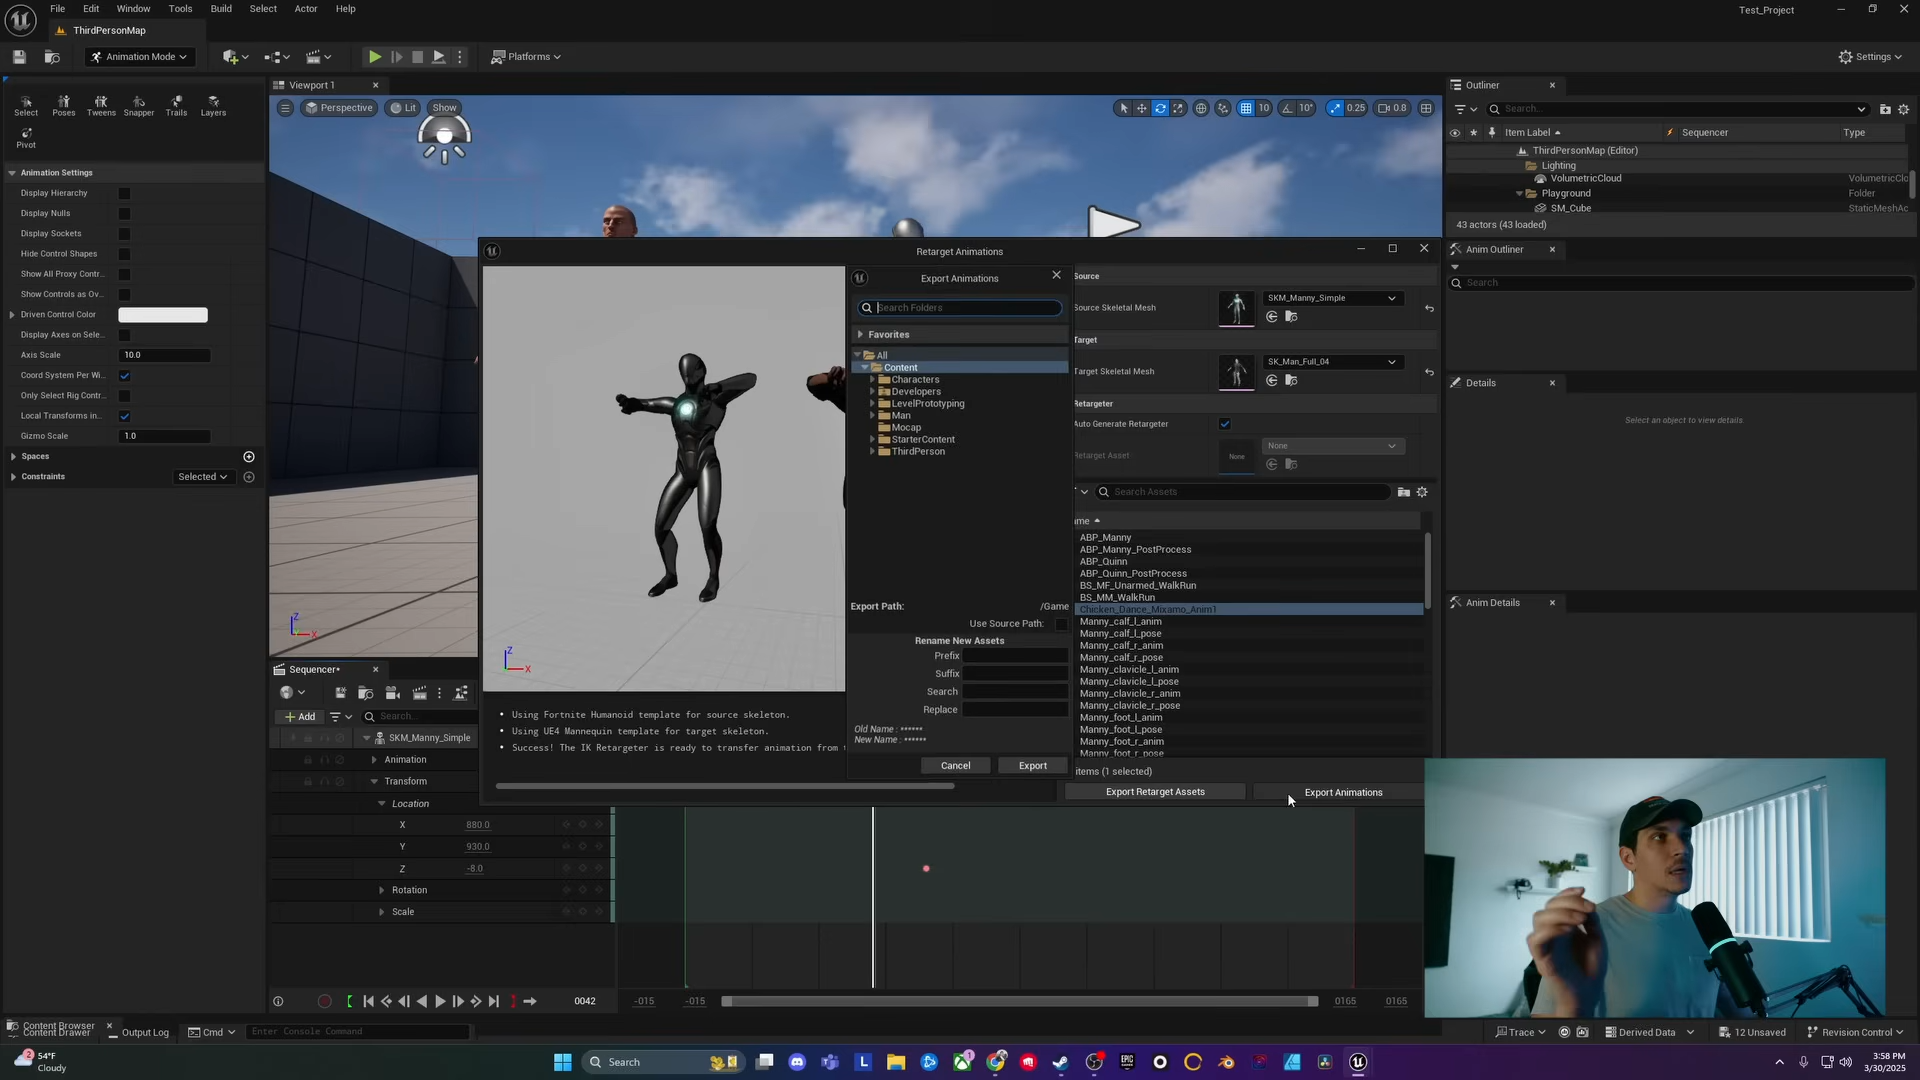 File Edit Window Tools Build Select Actor Help
Test_Project
ThirdPersonMap
Animation Mode
Platforms
Settings
Select Poses Tweens Snapper Trails Layers
Pivot
Animation Settings
Display Hierarchy
Display Nulls
Display Sockets
Hide Control Shapes
Show All Proxy Contr...
Show Controls as Ov...
Driven Control Color
Display Axes on Sele...
Axis Scale 10.0
Coord System Per Wi...
Only Select Rig Contr...
Local Transforms in...
Gizmo Scale 1.0
Spaces
Constraints Selected
Viewport 1
Perspective Lit Show
10 10° 0.25 0.8
Outliner
Search...
Item Label Sequencer Type
ThirdPersonMap (Editor)
Lighting
VolumetricCloud VolumetricClo
Playground Folder
SM_Cube StaticMeshAc
43 actors (43 loaded)
Anim Outliner
Search
Details
Select an object to view details.
Anim Details
Retarget Animations
Export Animations
Search Folders
Favorites
All
Content
Characters
Developers
LevelPrototyping
Man
Mocap
StarterContent
ThirdPerson
Export Path: /Game
Use Source Path:
Rename New Assets
Prefix
Suffix
Search
Replace
Old Name : ******
New Name : ******
Cancel Export
Source
Source Skeletal Mesh SKM_Manny_Simple
Target
Target Skeletal Mesh SK_Man_Full_04
Retargeter
Auto Generate Retargeter
Retarget Asset None None
Search Assets
me
ABP_Manny
ABP_Manny_PostProcess
ABP_Quinn
ABP_Quinn_PostProcess
BS_MF_Unarmed_WalkRun
BS_MM_WalkRun
Chicken_Dance_Mixamo_Anim1
Manny_calf_l_anim
Manny_calf_l_pose
Manny_calf_r_anim
Manny_calf_r_pose
Manny_clavicle_l_anim
Manny_clavicle_l_pose
Manny_clavicle_r_anim
Manny_clavicle_r_pose
Manny_foot_l_anim
Manny_foot_l_pose
Manny_foot_r_anim
Manny_foot_r_pose
items (1 selected)
Export Retarget Assets Export Animations
Z
X
• Using Fortnite Humanoid template for source skeleton.
• Using UE4 Mannequin template for target skeleton.
• Success! The IK Retargeter is ready to transfer animation from t
Z
X
Sequencer*
Add Search...
SKM_Manny_Simple
Animation
Transform
Location
X 880.0
Y 930.0
Z -8.0
Rotation
Scale
0042 -015 -015 0165 0165
Content Browser
Content Drawer Output Log Cmd Enter Console Command
Trace Derived Data 12 Unsaved Revision Control
2 54°F
Cloudy
Search
EPIC
3:58 PM
3/30/2025